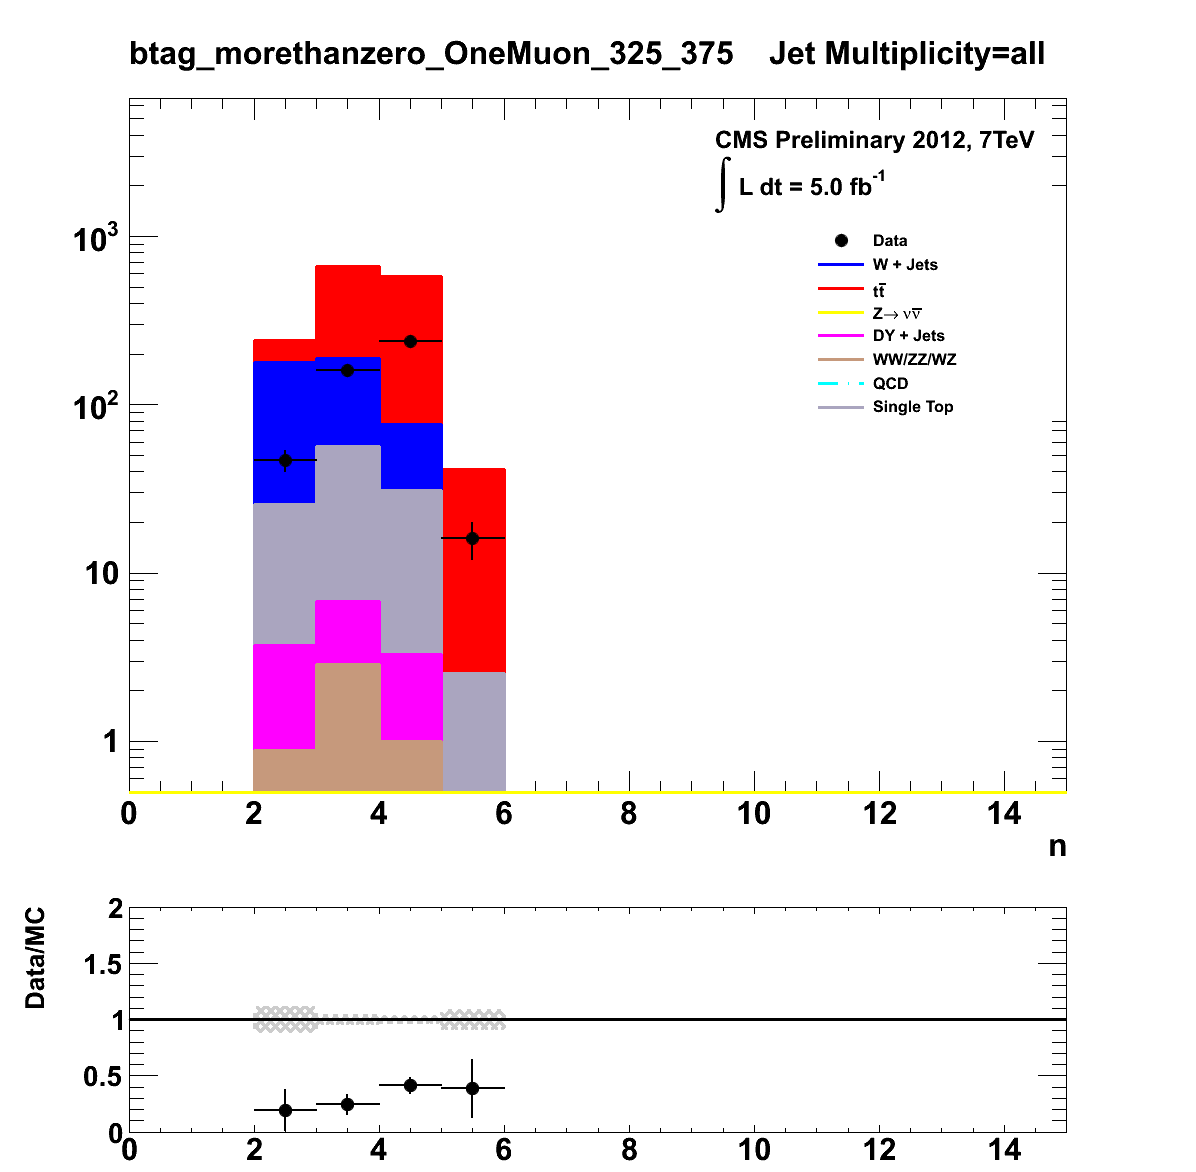 btag_morethanzero_OneMuon_325_375 Jet Multiplicity=all
CMS Preliminary 2012, 7TeV
∫ L dt = 5.0 fb⁻¹
Data
W + Jets
tt̅
Z→ νν̅
DY + Jets
WW/ZZ/WZ
QCD
Single Top
10³
10²
10
1
0 2 4 6 8 10 12 14
n
Data/MC
2
1.5
1
0.5
0
0 2 4 6 8 10 12 14